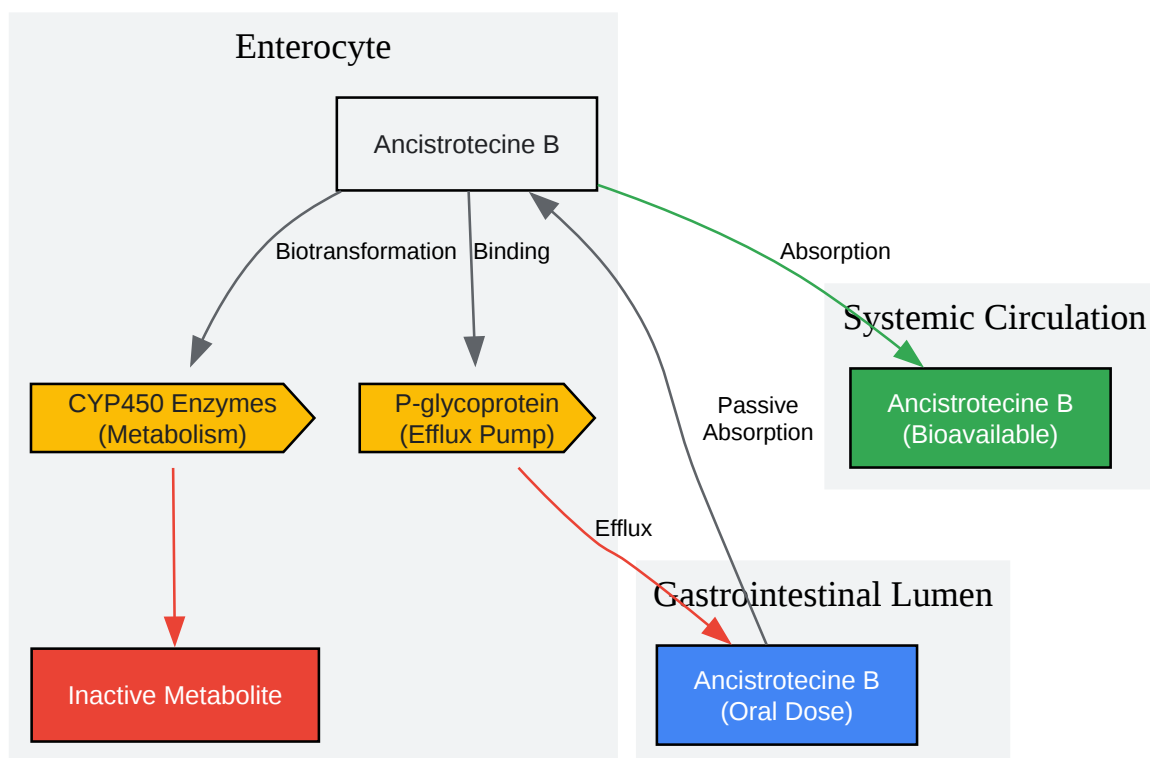 Enterocyte
Ancistrotecine B
Biotransformation
Binding
Absorption
Systemic Circulation
CYP450 Enzymes
(Metabolism)
P-glycoprotein
(Efflux Pump)
Passive
Absorption
Ancistrotecine B
(Bioavailable)
Efflux
Gastrointestinal Lumen
Inactive Metabolite
Ancistrotecine B
(Oral Dose)